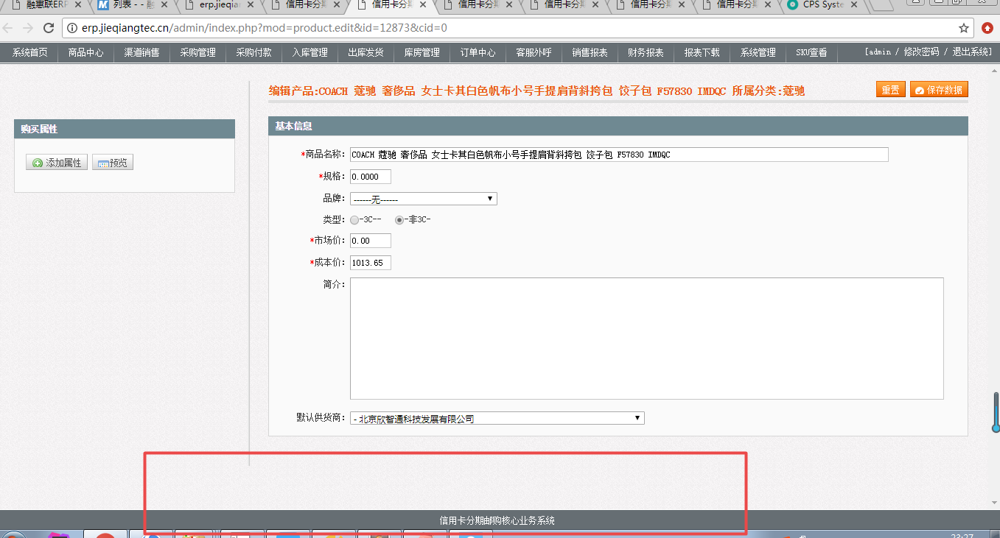 融惠联ERP
列表 - - 融
erp.jieqia
信用卡分期
信用卡分期
信用卡分期
信用卡分期
信用卡分期
信用卡分期
CPS Syste
erp.jieqiangtec.cn/admin/index.php?mod=product.edit&id=12873&cid=0
系统首页 商品中心 渠道销售 采购管理 采购付款 入库管理 出库发货 库房管理 订单中心 客服外呼 销售报表 财务报表 报表下载 系统管理 SKU查看 [admin / 修改密码 / 退出系统]
编辑产品:COACH 蔻驰 奢侈品 女士卡其白色帆布小号手提肩背斜挎包 饺子包 F57830 IMDQC 所属分类:蔻驰
重置 保存数据
购买属性
添加属性 预览
基本信息
*商品名称: COACH 蔻驰 奢侈品 女士卡其白色帆布小号手提肩背斜挎包 饺子包 F57830 IMDQC
*规格: 0.0000
品牌: ------无------
类型: -3C-- -非3C-
*市场价: 0.00
*成本价: 1013.65
简介:
默认供货商: - 北京欣智通科技发展有限公司
信用卡分期邮购核心业务系统
23:27